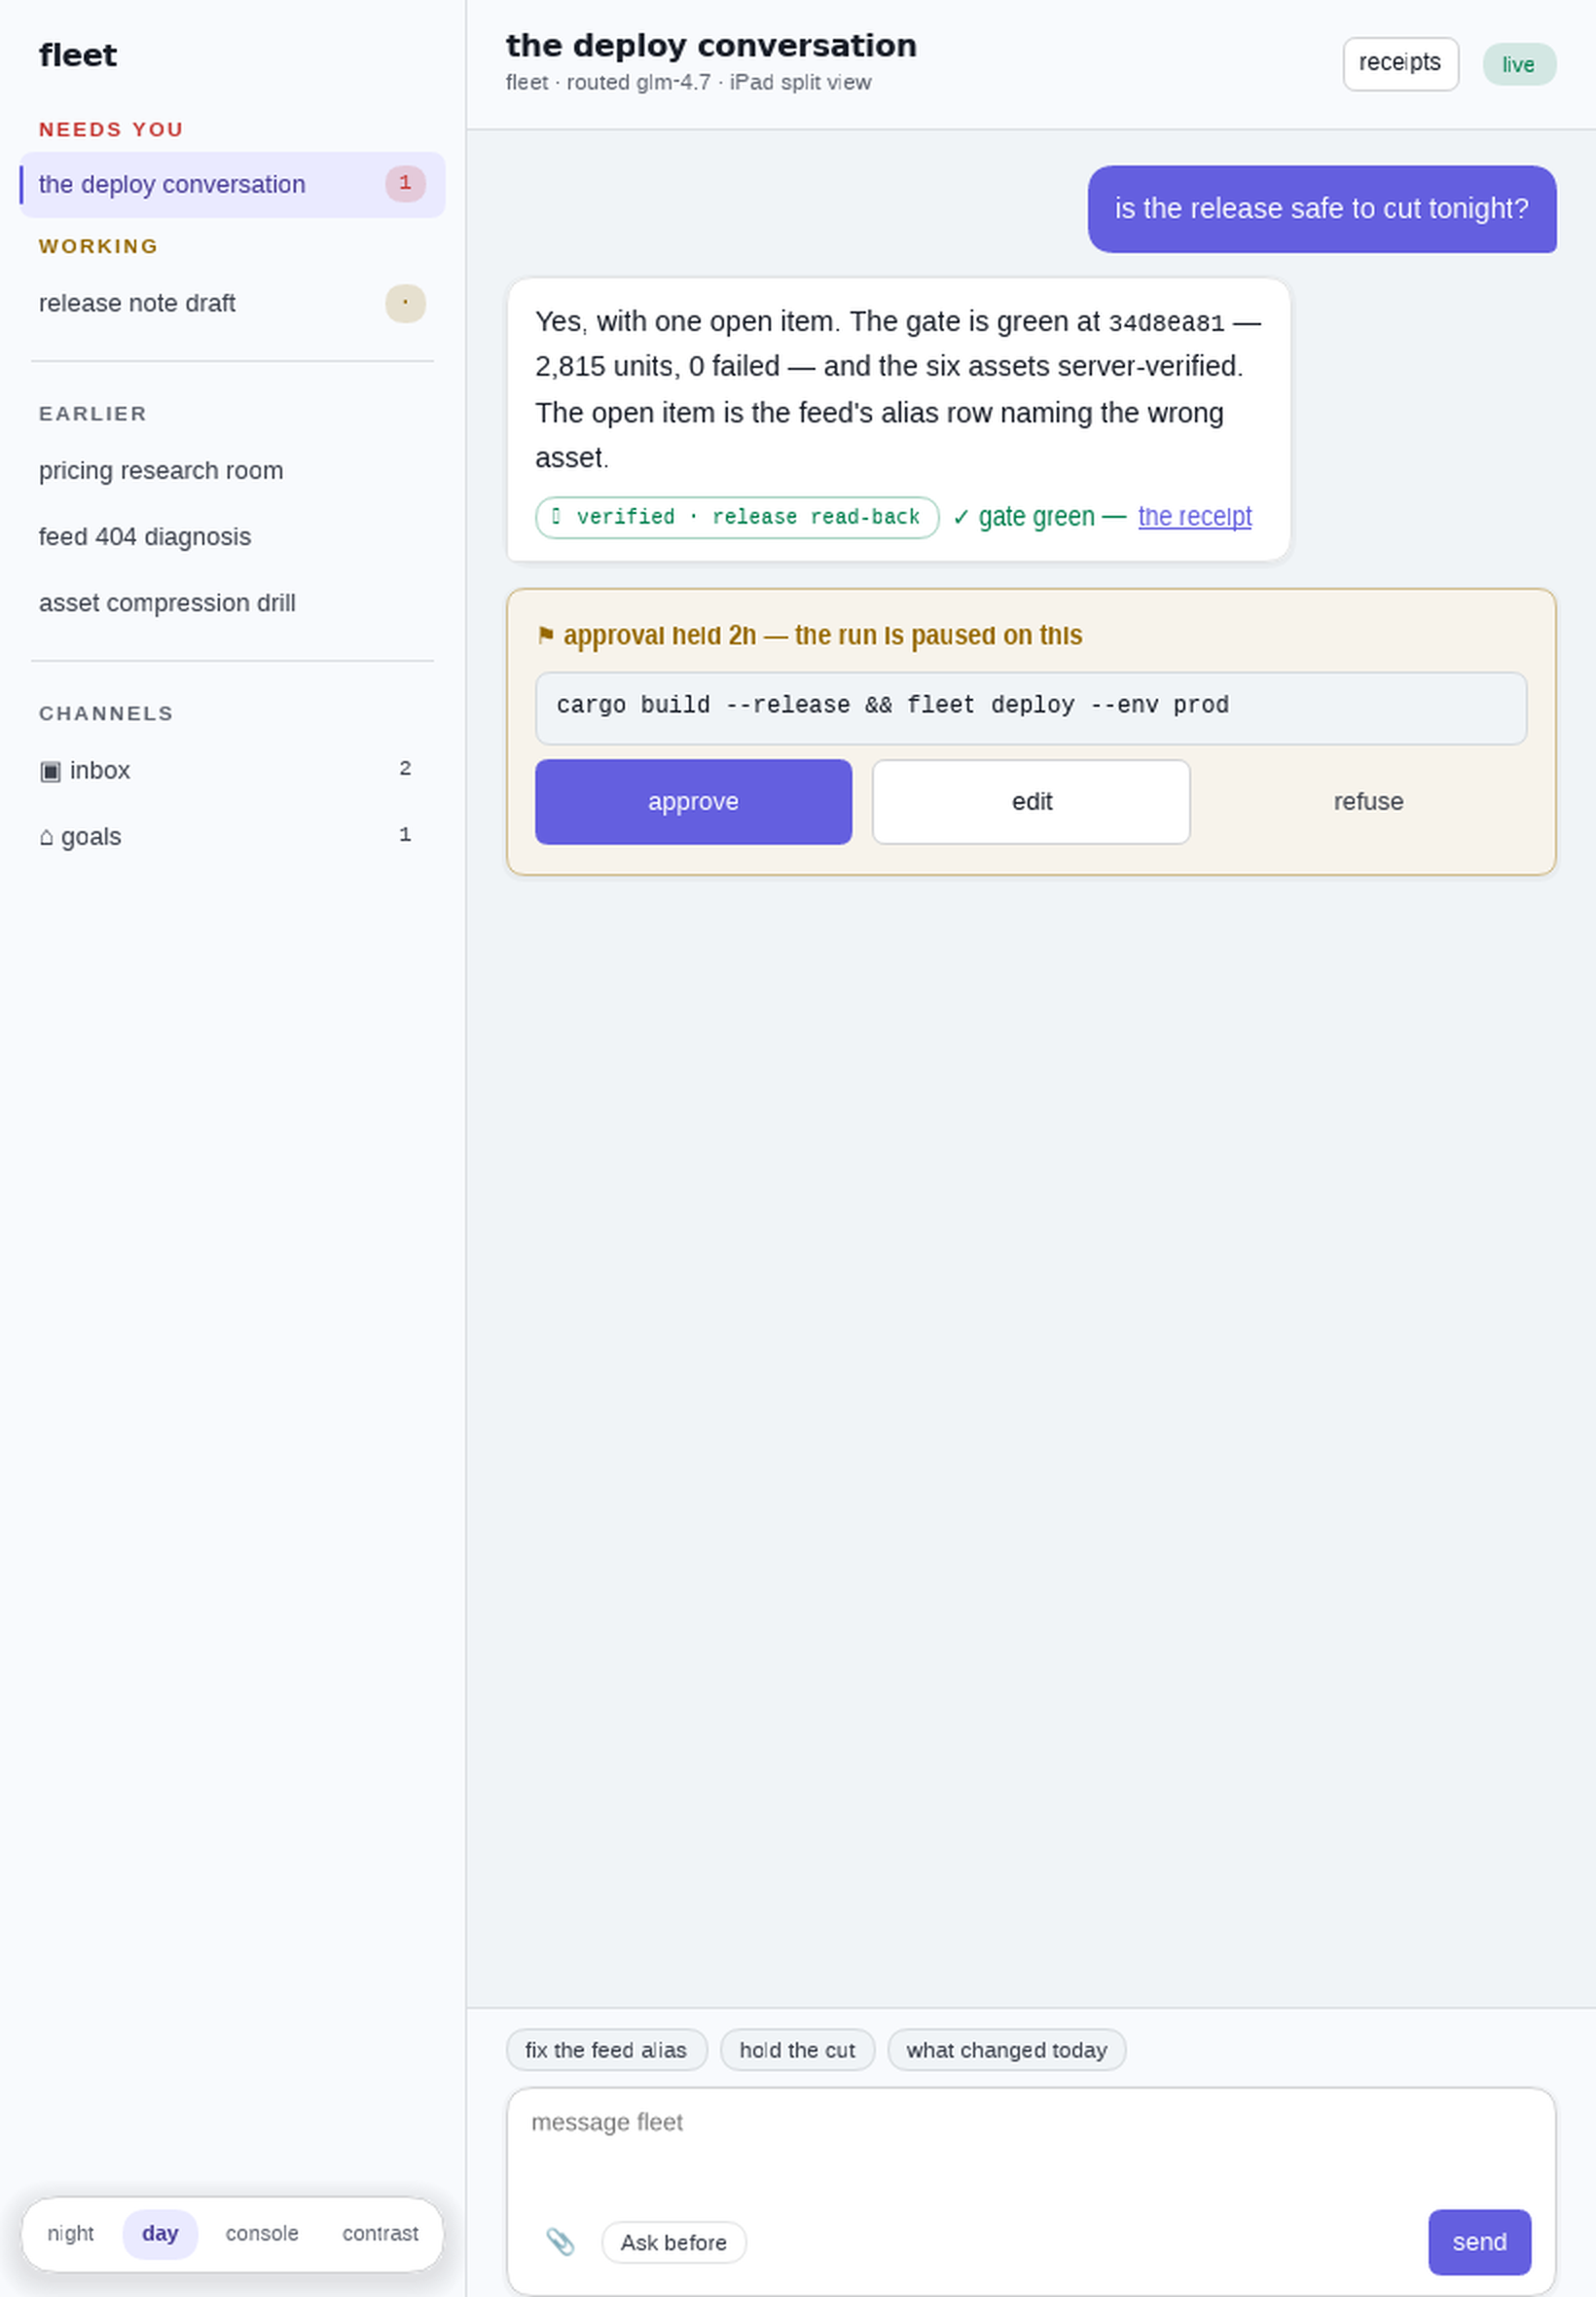 fleet
NEEDS YOU
the deploy conversation 1
WORKING
release note draft ·
EARLIER
pricing research room
feed 404 diagnosis
asset compression drill
CHANNELS
▣ inbox 2
⌂ goals 1
night day console contrast
the deploy conversation
fleet · routed glm-4.7 · iPad split view
receipts live
is the release safe to cut tonight?
Yes, with one open item. The gate is green at 34d8ea81 —
2,815 units, 0 failed — and the six assets server-verified.
The open item is the feed's alias row naming the wrong
asset.
verified · release read-back ✓ gate green — the receipt
⚑ approval held 2h — the run is paused on this
cargo build --release && fleet deploy --env prod
approve edit refuse
fix the feed alias hold the cut what changed today
message fleet
📎 Ask before send